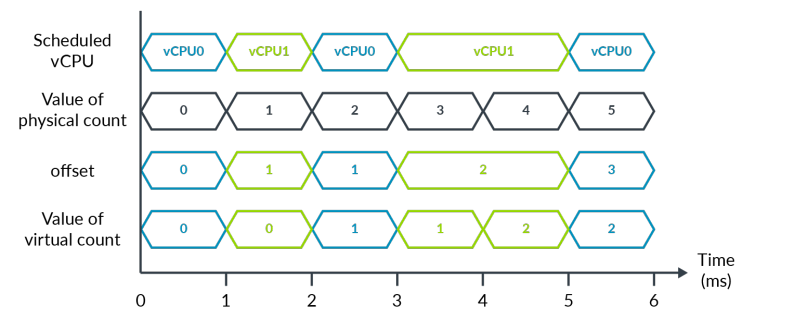 Scheduled
vCPU
vCPU0 vCPU1 vCPU0 vCPU1 vCPU0
Value of
physical count
0 1 2 3 4 5
offset
0 1 1 2 3
Value of
virtual count
0 0 1 1 2 2
Time
(ms)
0 1 2 3 4 5 6